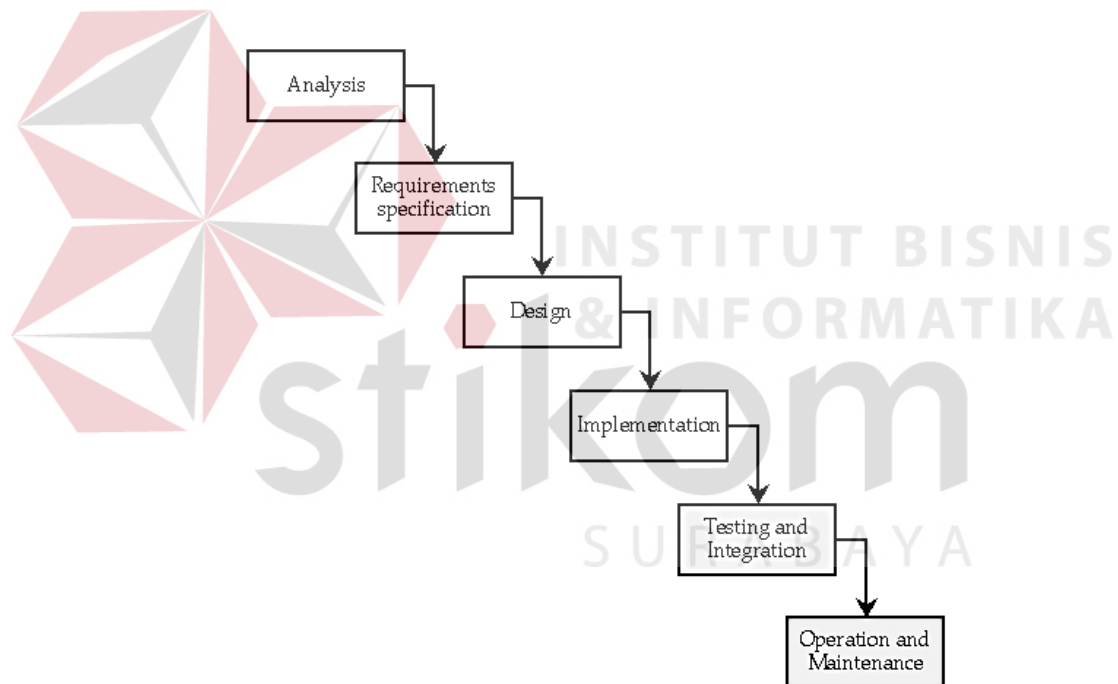 Analysis
Requirements
specification
INSTITUT BISNIS
Design
& INFORMATIKA
stikom
Implementation
Testing and
Integration
SURABAYA
Operation and
Maintenance